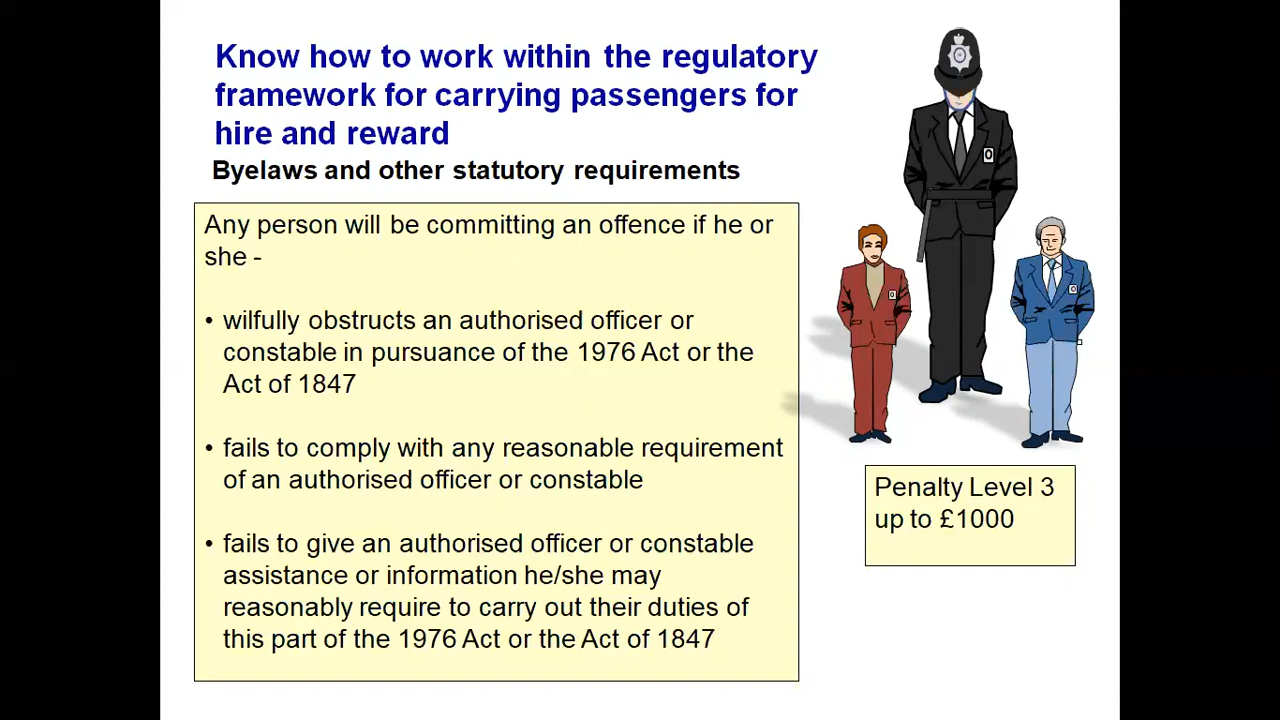 Know how to work within the regulatory
framework for carrying passengers for
hire and reward
Byelaws and other statutory requirements
Any person will be committing an offence if he or
she -
• wilfully obstructs an authorised officer or
constable in pursuance of the 1976 Act or the
Act of 1847
• fails to comply with any reasonable requirement
of an authorised officer or constable
• fails to give an authorised officer or constable
assistance or information he/she may
reasonably require to carry out their duties of
this part of the 1976 Act or the Act of 1847
Penalty Level 3
up to £1000